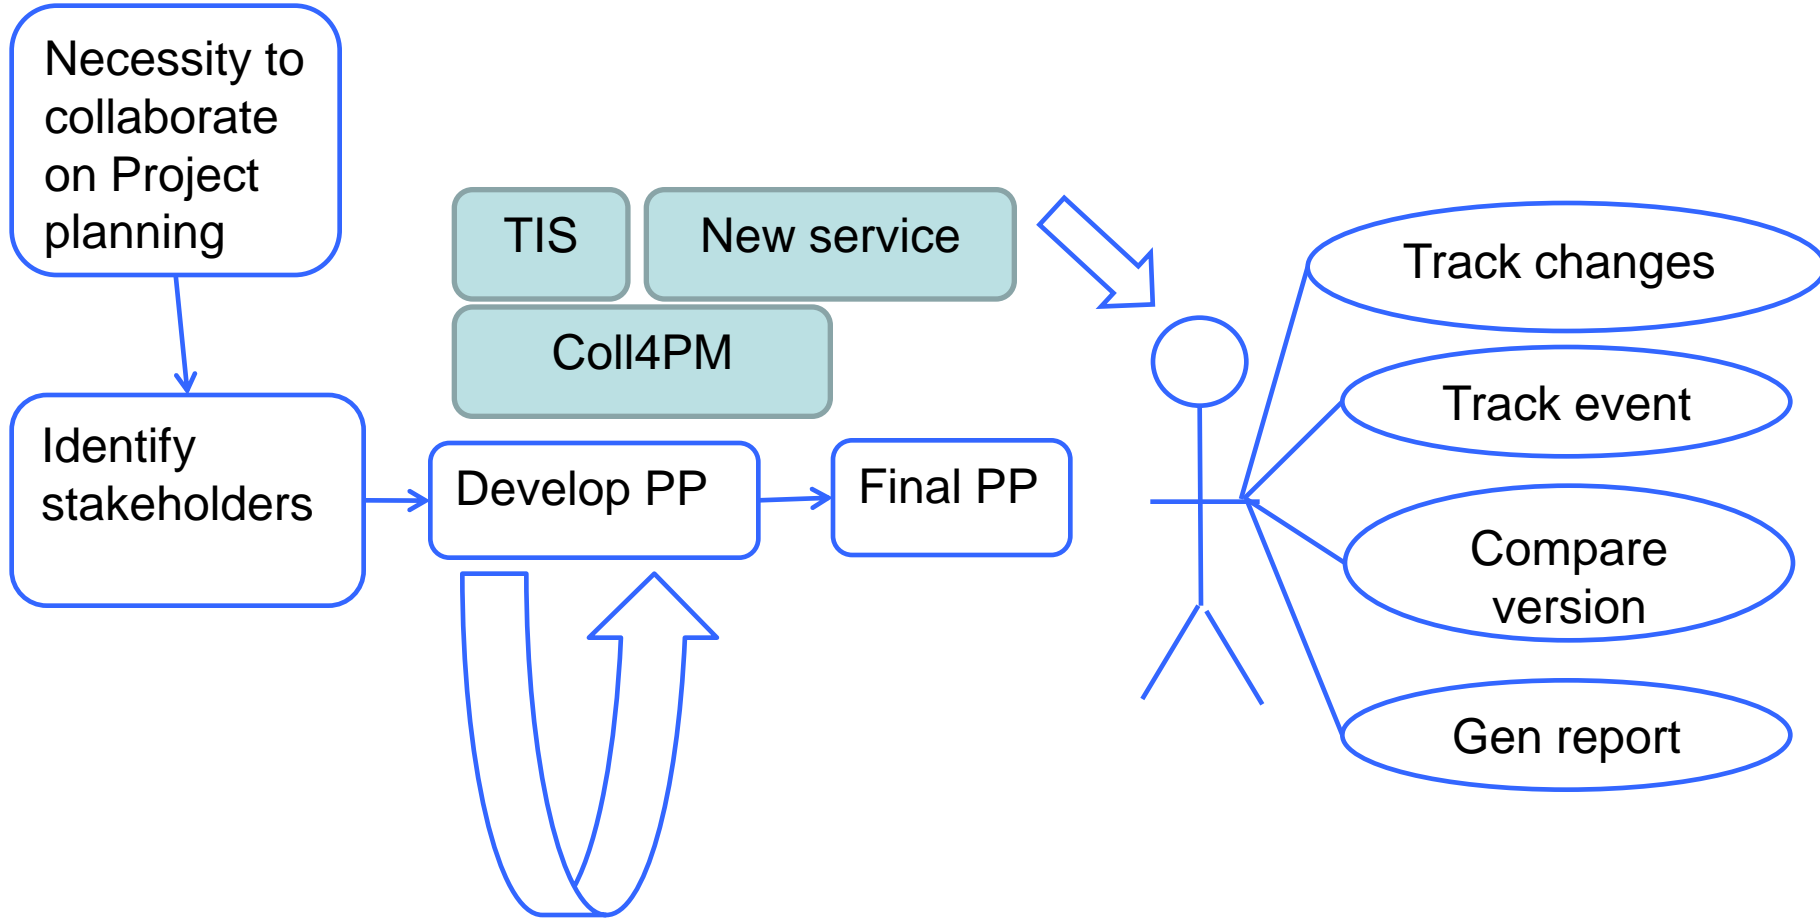 Necessity to
collaborate
on Project
planning
TIS
New service
Coll4PM
Identify
stakeholders
Develop PP
Final PP
Track changes
Track event
Compare
version
Gen report